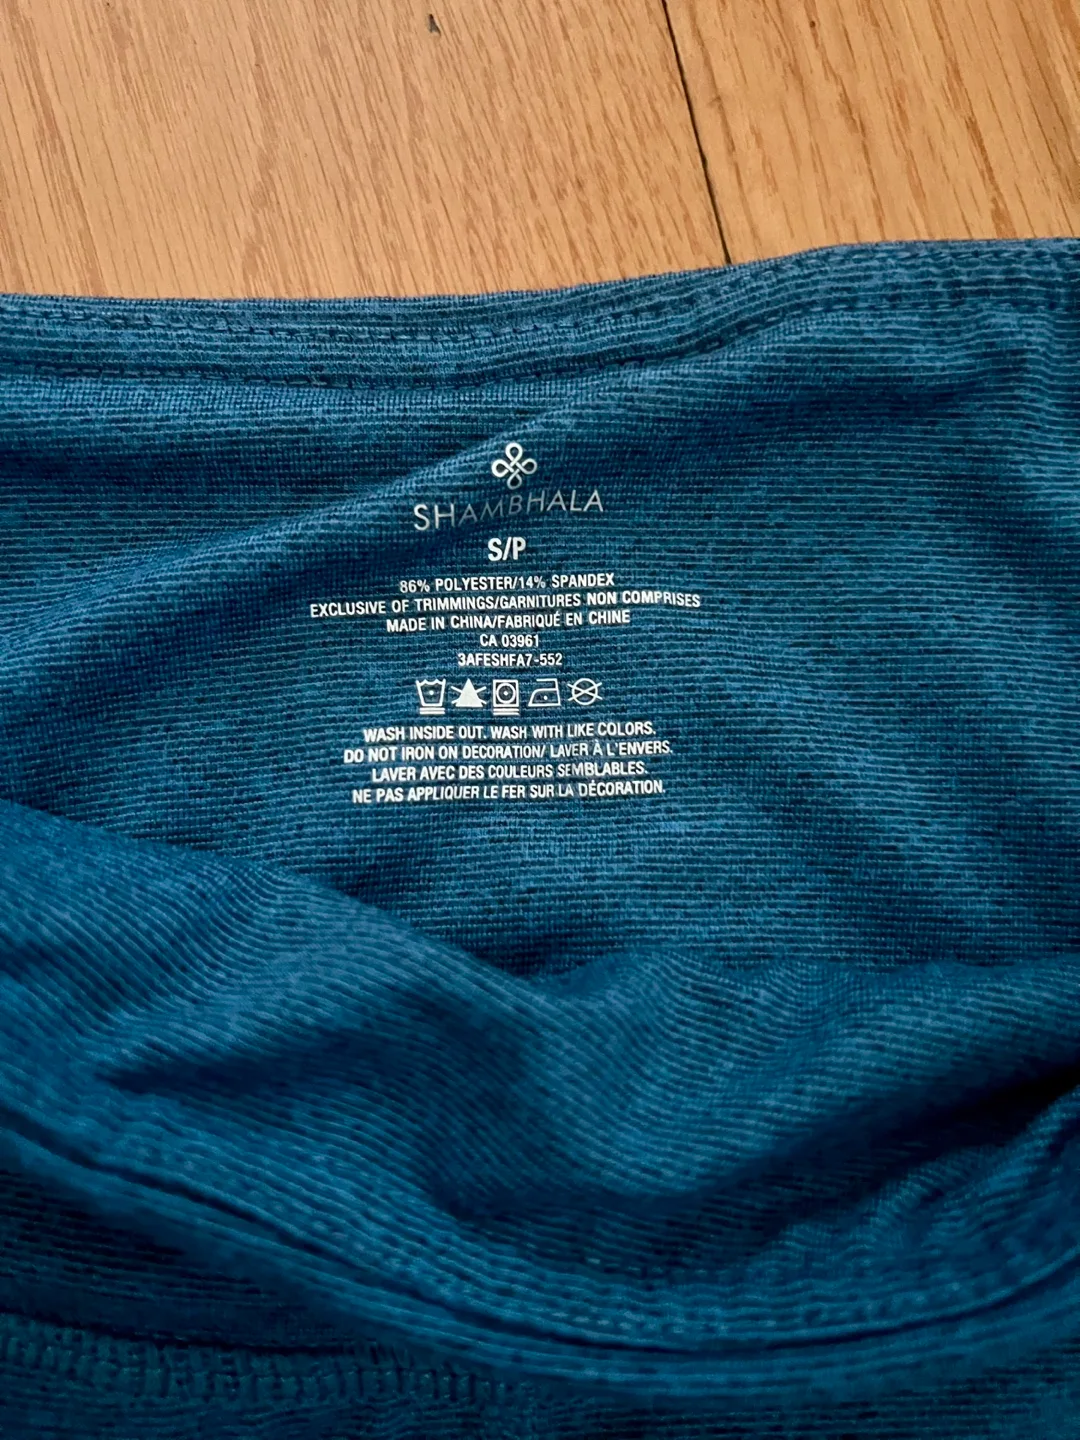 SHAMBHALA
S/P
86% POLYESTER/14% SPANDEX
EXCLUSIVE OF TRIMMINGS/GARNITURES NON COMPRISES
MADE IN CHINA/FABRIQUÉ EN CHINE
CA 03961
3AFESHFA7-552
WASH INSIDE OUT. WASH WITH LIKE COLORS.
DO NOT IRON ON DECORATION/ LAVER À L'ENVERS.
LAVER AVEC DES COULEURS SEMBLABLES.
NE PAS APPLIQUER LE FER SUR LA DÉCORATION.